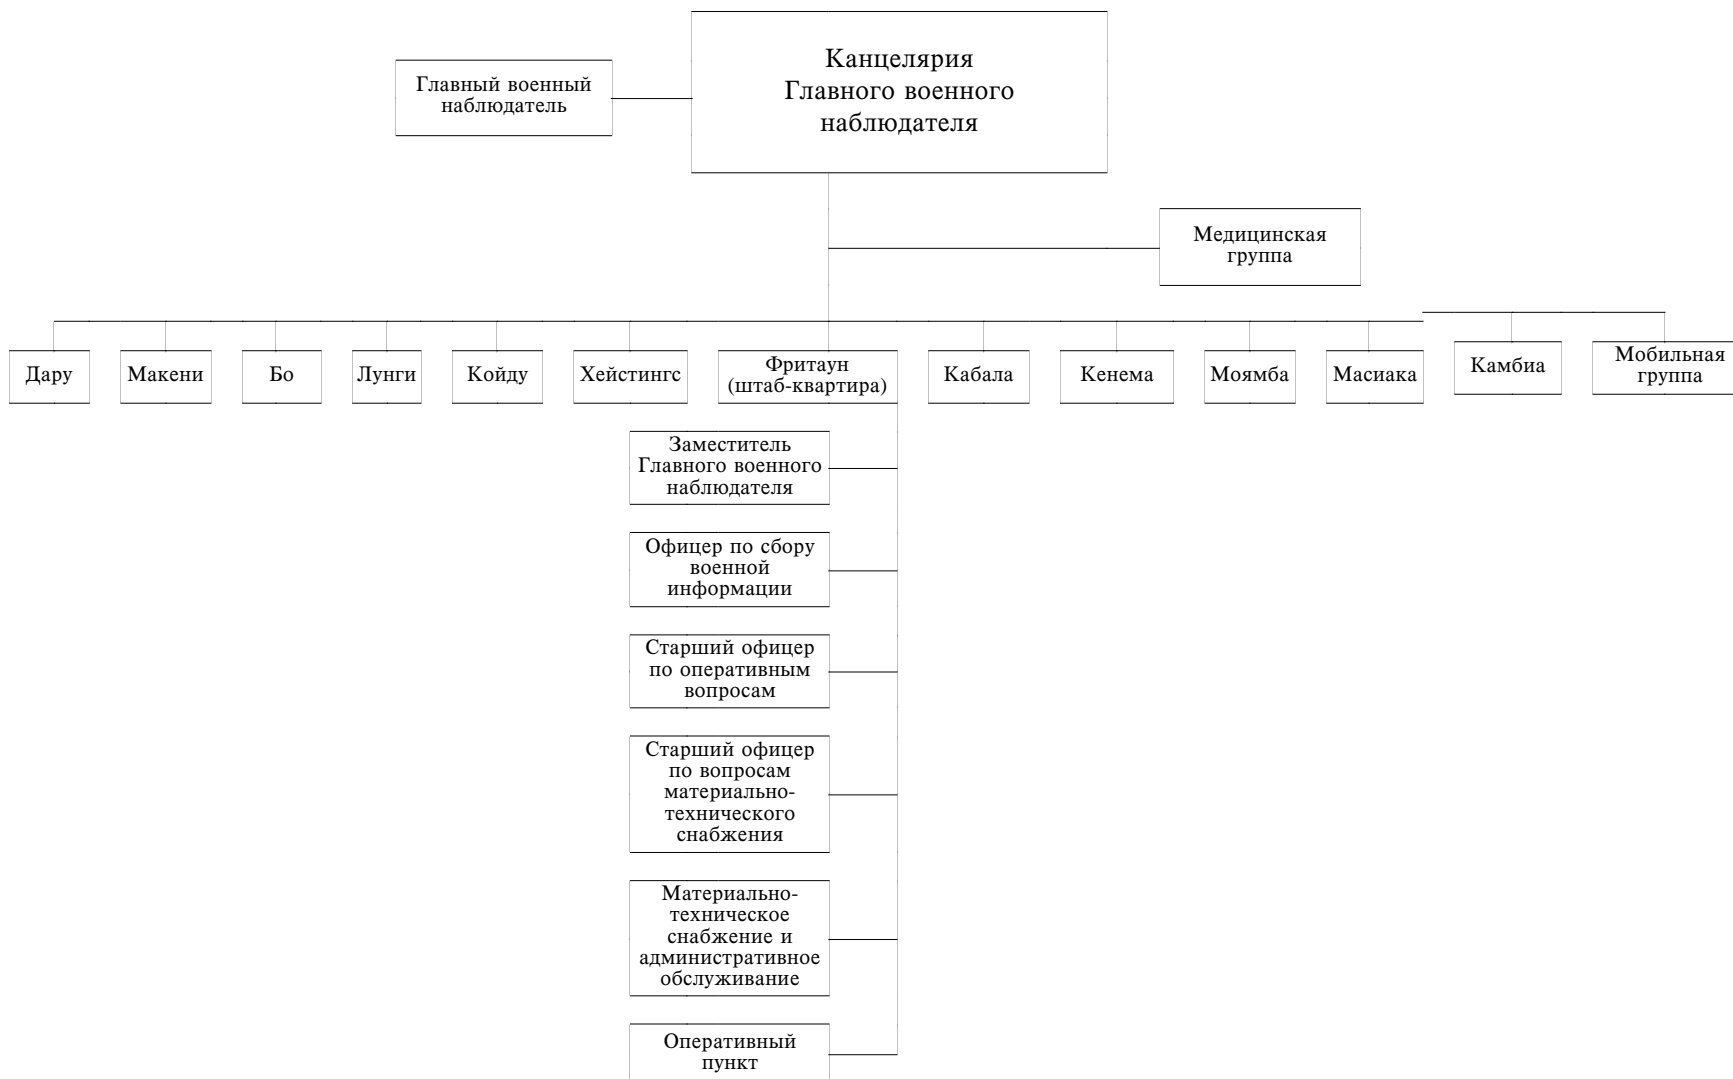 Канцелярия
Главного военного
наблюдателя
Главный военный
наблюдатель
Медицинская
группа
Дару
Макени
Бо
Лунги
Койду
Хейстингс
Фритаун
(штаб-квартира)
Кабала
Кенема
Моямба
Масиака
Камбиа
Мобильная
группа
Заместитель
Главного военного
наблюдателя
Офицер по сбору
военной
информации
Старший офицер
по оперативным
вопросам
Старший офицер
по вопросам
материально-
технического
снабжения
Материально-
техническое
снабжение и
административное
обслуживание
Оперативный
пункт